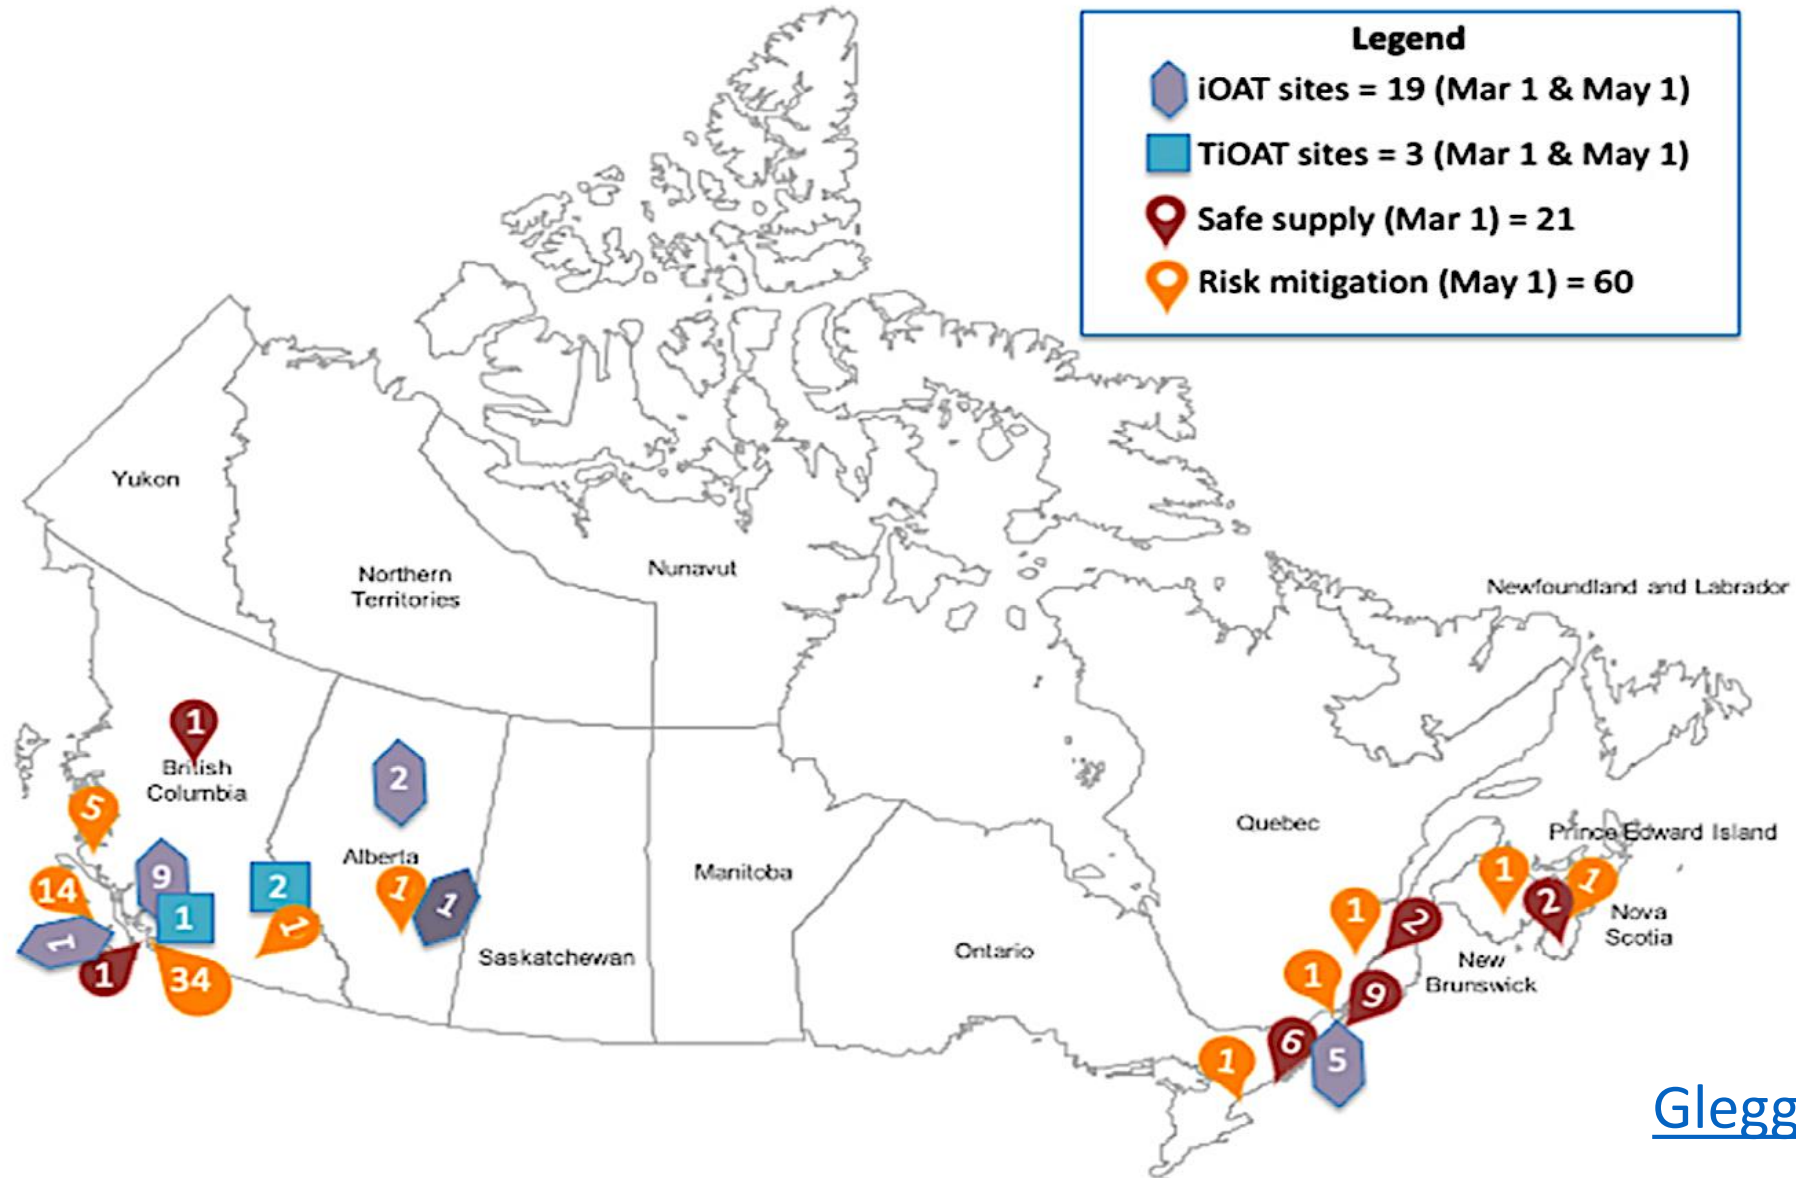 Legend
iOAT sites = 19 (Mar 1 & May 1)
TiOAT sites = 3 (Mar 1 & May 1)
Safe supply (Mar 1) = 21
Risk mitigation (May 1) = 60
Yukon
Northern
Territories
Nunavut
Newfoundland and Labrador
1
British
Columbia
2
5
Alberta
Quebec
Prince Edward Island
9
14
2
1
1
Manitoba
1
2
1
1
1
1
1
2
Nova
Scotia
1
1
34
Saskatchewan
Ontario
New
Brunswick
1
9
1
6
5
Glegg